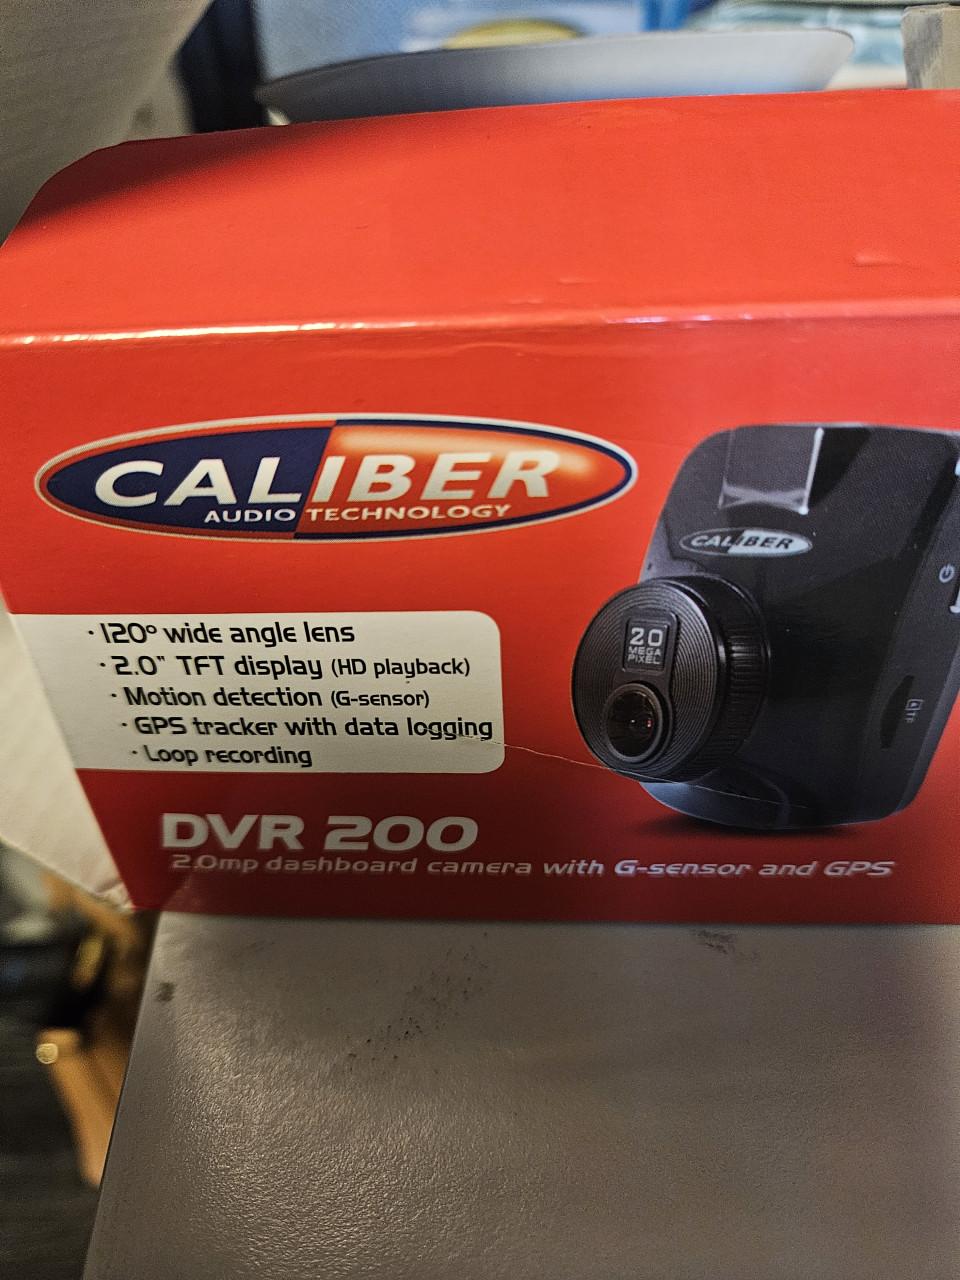 CALIBER
AUDIO TECHNOLOGY
CALIBER
20
MEGA
PIXEL
· 120° wide angle lens
· 2.0" TFT display (HD playback)
· Motion detection (G-sensor)
· GPS tracker with data logging
· Loop recording
TF
DVR 200
2.0mp dashboard camera with G-sensor and GPS